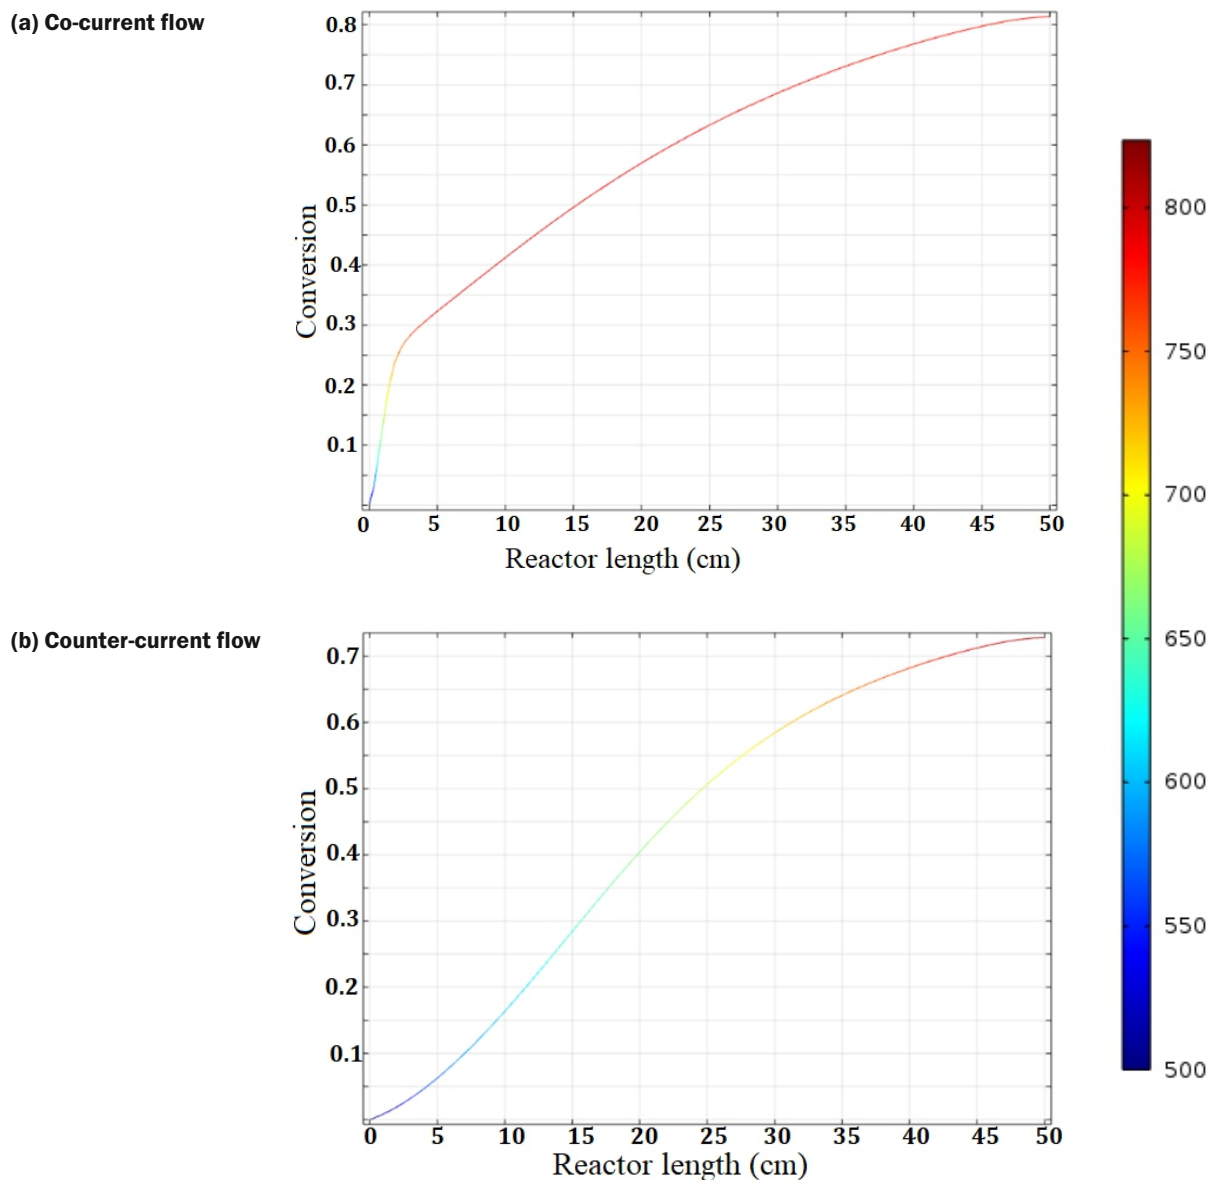 (a) Co-current flow
0.8
0.7
0.6
0.5
0.4
0.3
0.2
0.1
Conversion
0 5 10 15 20 25 30 35 40 45 50
Reactor length (cm)
800
750
700
650
600
550
500
(b) Counter-current flow
0.7
0.6
0.5
0.4
0.3
0.2
0.1
Conversion
0 5 10 15 20 25 30 35 40 45 50
Reactor length (cm)